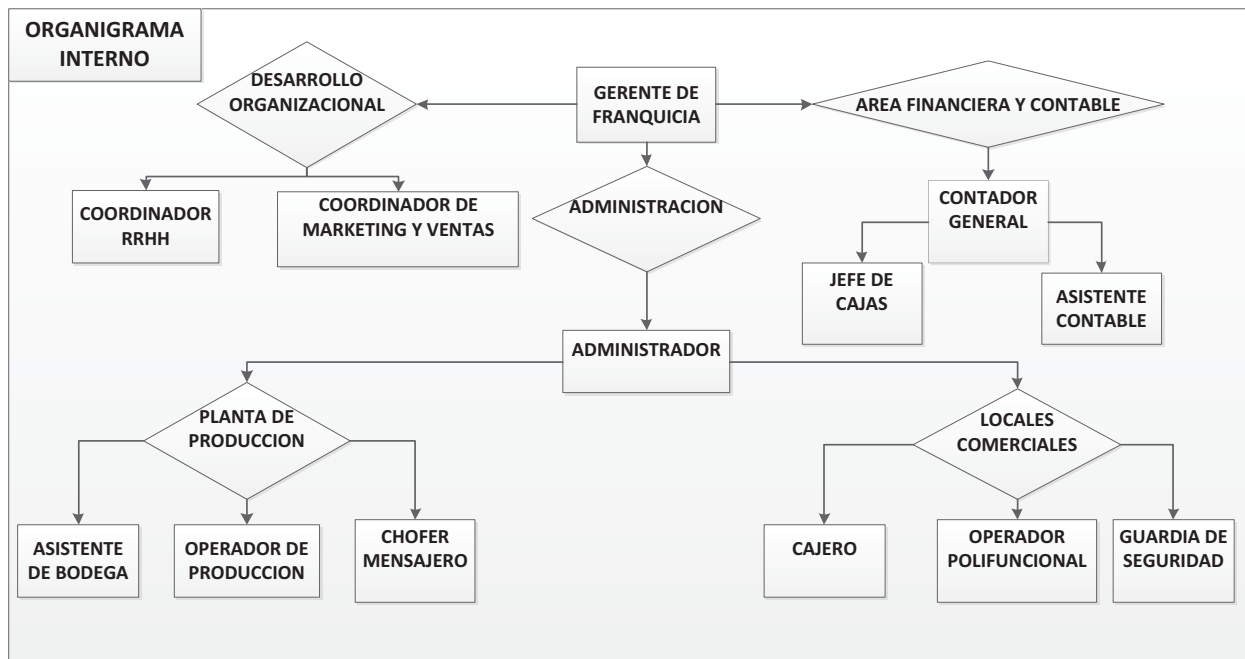 ORGANIGRAMA
INTERNO
DESARROLLO
ORGANIZACIONAL
GERENTE DE
FRANQUICIA
AREA FINANCIERA Y CONTABLE
COORDINADOR
RRHH
COORDINADOR DE
MARKETING Y VENTAS
ADMINISTRACION
CONTADOR
GENERAL
JEFE DE
CAJAS
ASISTENTE
CONTABLE
ADMINISTRADOR
PLANTA DE
PRODUCCION
LOCALES
COMERCIALES
ASISTENTE
DE BODEGA
OPERADOR DE
PRODUCCION
CHOFER
MENSAJERO
CAJERO
OPERADOR
POLIFUNCIONAL
GUARDIA DE
SEGURIDAD